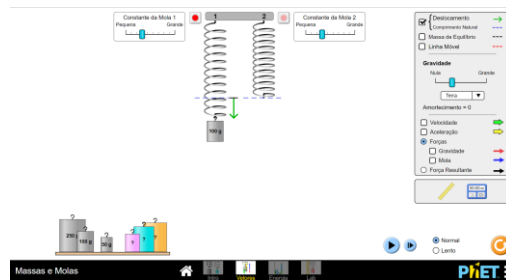 Constante da Mola 1
Pequena Grande
1 2
Constante da Mola 2
Pequena Grande
100 g
Deslocamento
Comprimento Natural
Massa de Equilíbrio
Linha Móvel
Gravidade
Nula Grande
Terra
Amortecimento = 0
Velocidade
Aceleração
Forças
Gravidade
Mola
Força Resultante
250 g
100 g
50 g
? ? ?
Normal
Lento
Massas e Molas
Intro
Vetores
Energia
Lab
PhET